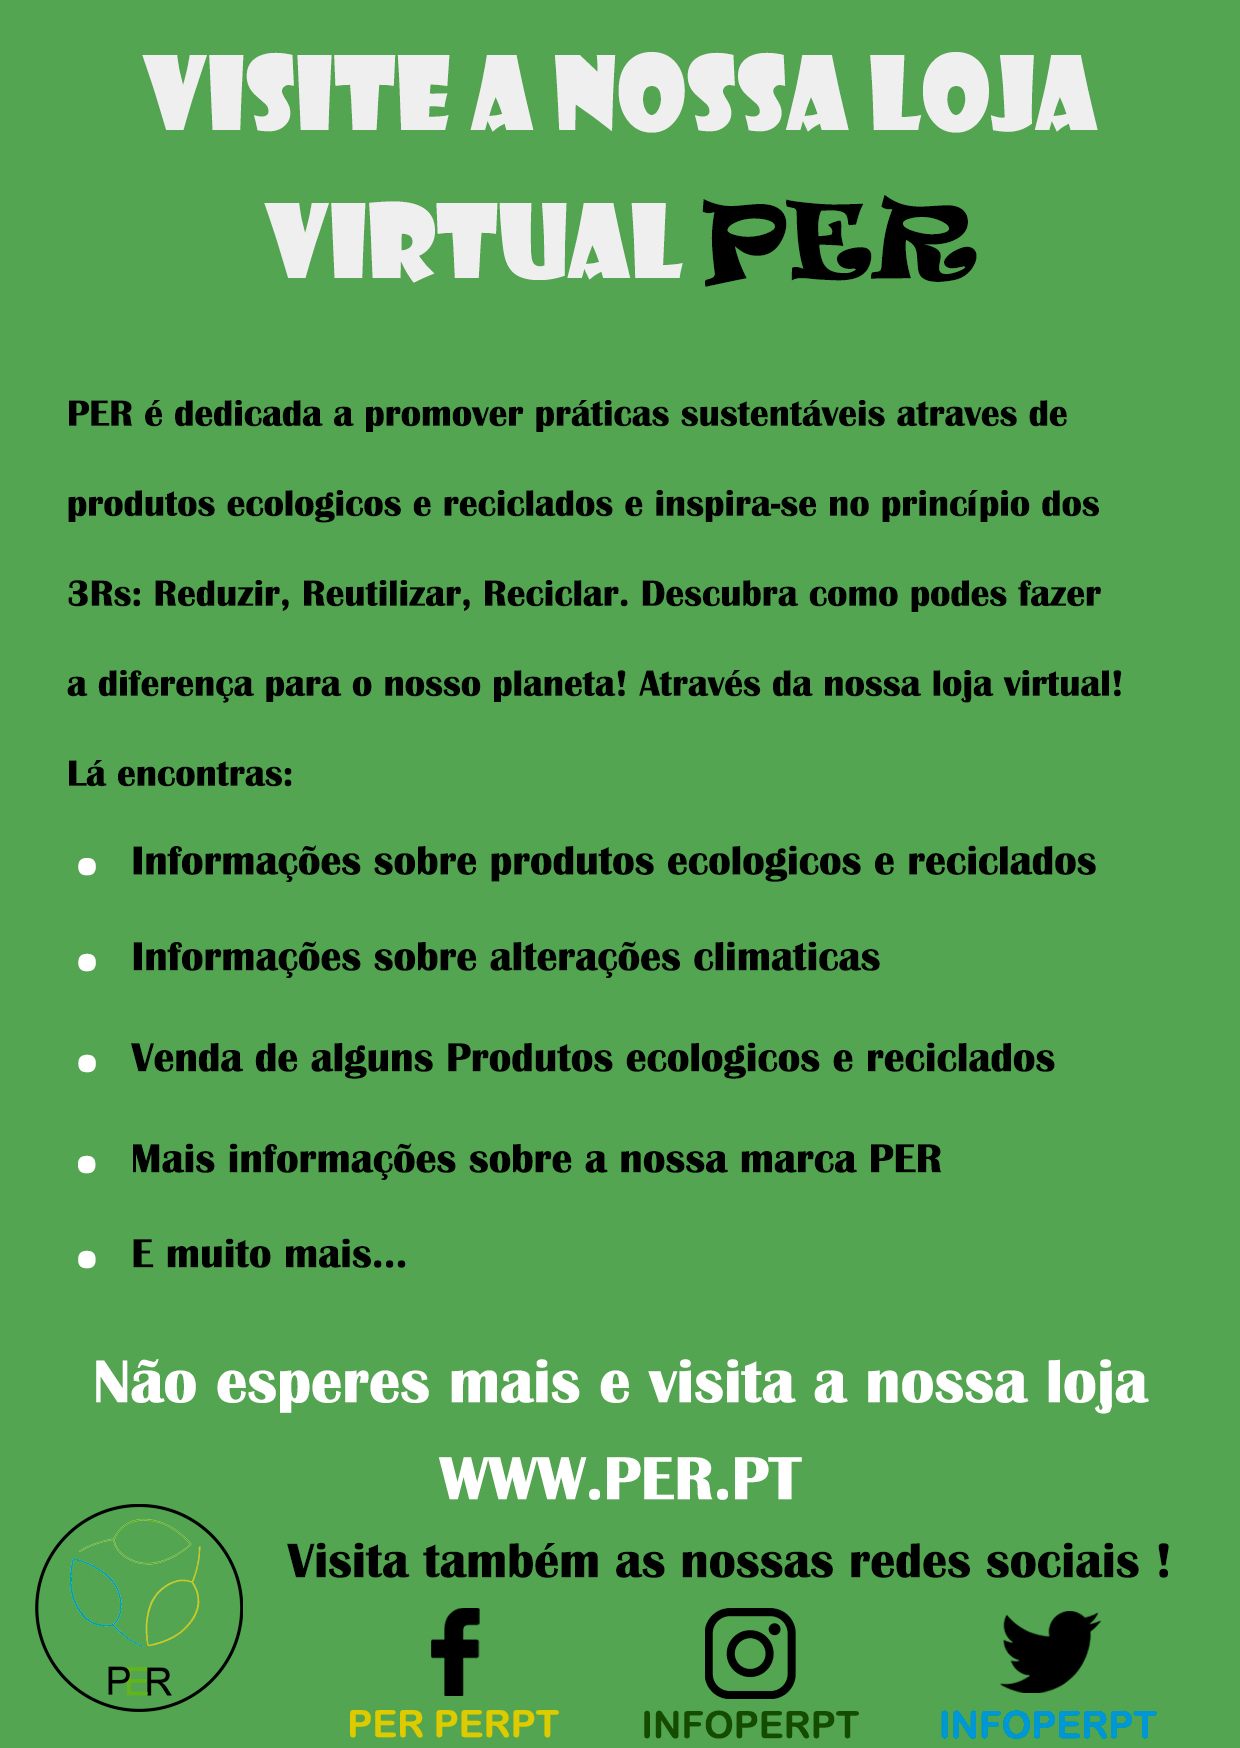 VISITE A NOSSA LOJA
VIRTUAL PER
PER é dedicada a promover práticas sustentáveis atraves de
produtos ecologicos e reciclados e inspira-se no princípio dos
3Rs: Reduzir, Reutilizar, Reciclar. Descubra como podes fazer
a diferença para o nosso planeta! Através da nossa loja virtual!
Lá encontras:
Informações sobre produtos ecologicos e reciclados
Informações sobre alterações climaticas
Venda de alguns Produtos ecologicos e reciclados
Mais informações sobre a nossa marca PER
E muito mais...
Não esperes mais e visita a nossa loja
WWW.PER.PT
Visita também as nossas redes sociais !
PER
PER PERPT
INFOPERPT
INFOPERPT